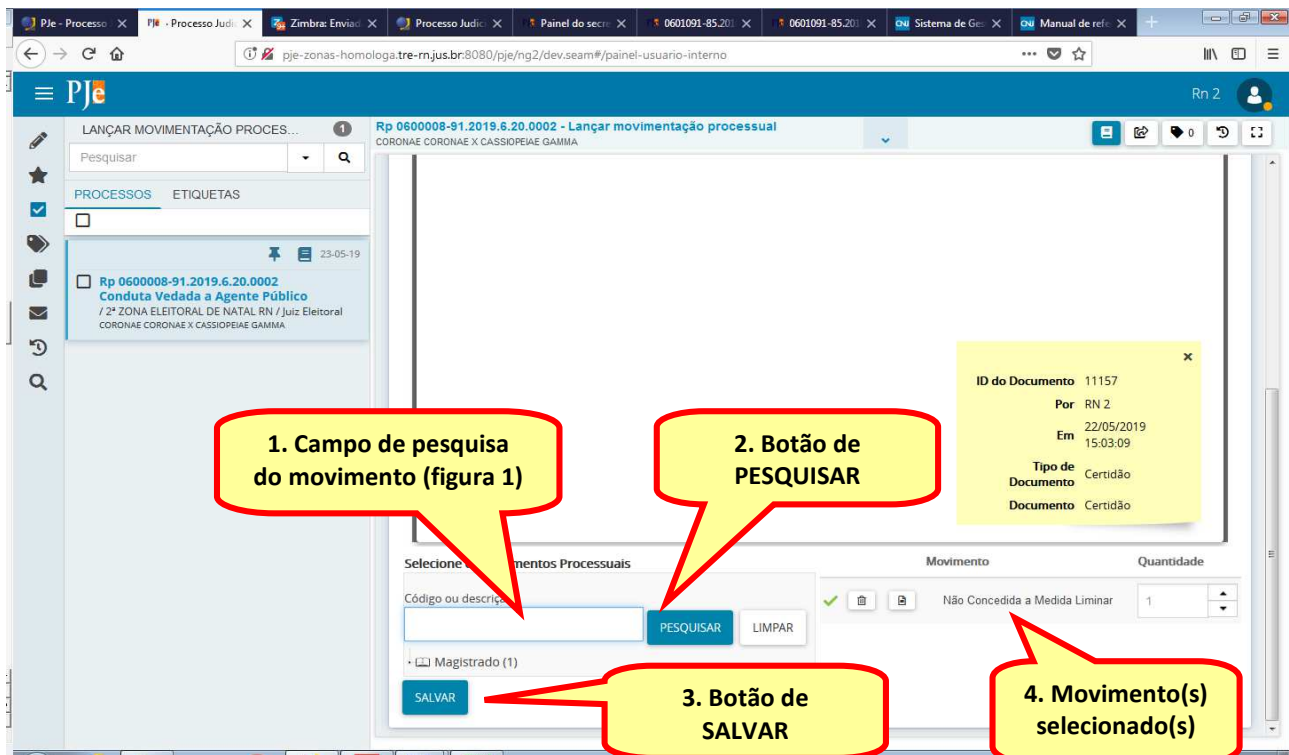 PJe - Processo
PJe - Processo Judi
Zimbra: Enviad
Processo Judic
Painel do secre
0601091-85.201
0601091-85.201
Sistema de Ges
Manual de refe
pje-zonas-homologa.tre-rn.jus.br:8080/pje/ng2/dev.seam#/painel-usuario-interno
PJe
Rn 2
LANÇAR MOVIMENTAÇÃO PROCES... 1
Rp 0600008-91.2019.6.20.0002 - Lançar movimentação processual
CORONAE CORONAE X CASSIOPEIAE GAMMA
0
Pesquisar
PROCESSOS ETIQUETAS
23-05-19
Rp 0600008-91.2019.6.20.0002
Conduta Vedada a Agente Público
/ 2ª ZONA ELEITORAL DE NATAL RN / Juiz Eleitoral
CORONAE CORONAE X CASSIOPEIAE GAMMA
ID do Documento 11157
Por RN 2
Em 22/05/2019
15:03:09
Tipo de
Documento Certidão
Documento Certidão
1. Campo de pesquisa
do movimento (figura 1)
2. Botão de
PESQUISAR
Selecione mentos Processuais
Movimento Quantidade
Código ou descriç
PESQUISAR LIMPAR
Não Concedida a Medida Liminar 1
Magistrado (1)
SALVAR
3. Botão de
SALVAR
4. Movimento(s)
selecionado(s)